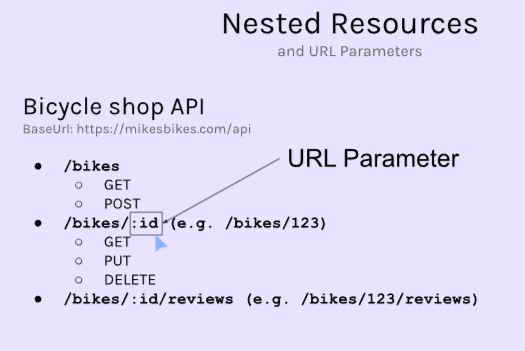 Nested Resources
and URL Parameters
Bicycle shop API
BaseUrl: https://mikesbikes.com/api
URL Parameter
● /bikes
○ GET
○ POST
● /bikes/:id (e.g. /bikes/123)
○ GET
○ PUT
○ DELETE
● /bikes/:id/reviews (e.g. /bikes/123/reviews)